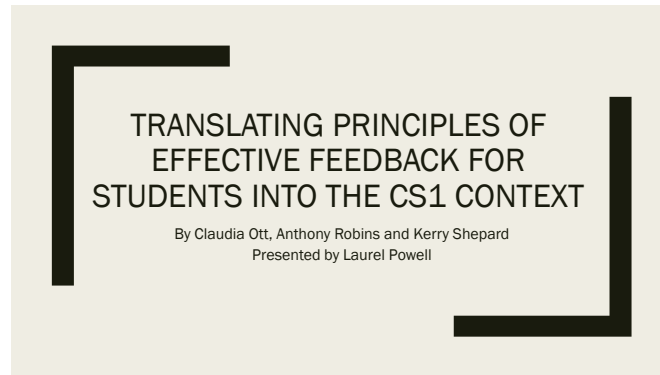 TRANSLATING PRINCIPLES OF
EFFECTIVE FEEDBACK FOR
STUDENTS INTO THE CS1 CONTEXT
By Claudia Ott, Anthony Robins and Kerry Shepard
Presented by Laurel Powell